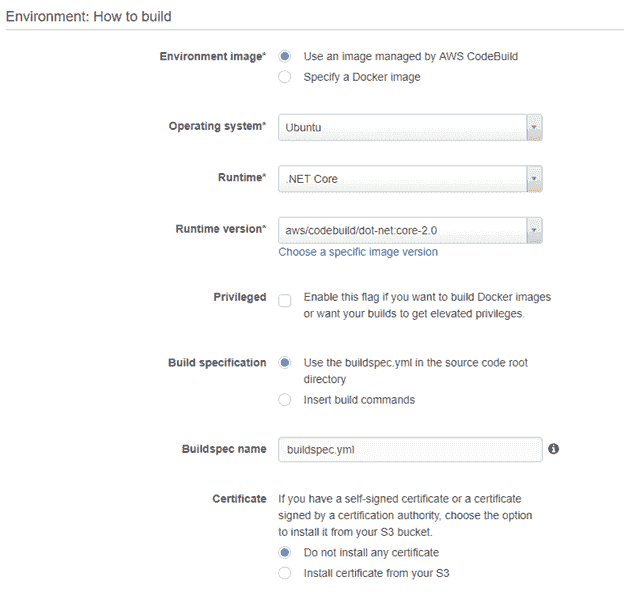 Environment: How to build
Environment image* Use an image managed by AWS CodeBuild
Specify a Docker image
Operating system* Ubuntu
Runtime* .NET Core
Runtime version* aws/codebuild/dot-net:core-2.0
Choose a specific image version
Privileged Enable this flag if you want to build Docker images
or want your builds to get elevated privileges.
Build specification Use the buildspec.yml in the source code root
directory
Insert build commands
Buildspec name buildspec.yml
Certificate If you have a self-signed certificate or a certificate
signed by a certification authority, choose the option
to install it from your S3 bucket.
Do not install any certificate
Install certificate from your S3